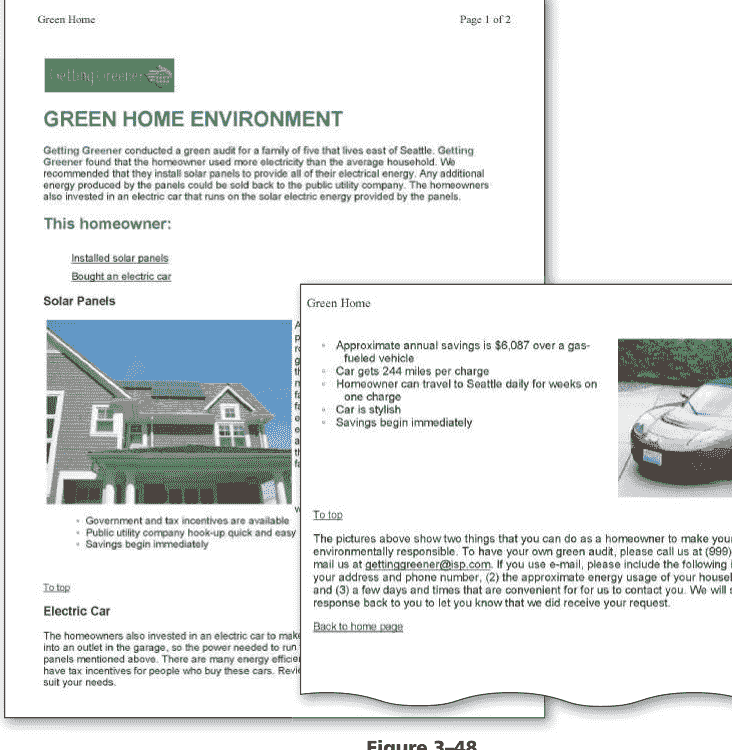 Green Home
Page 1 of 2
GettingGreener
GREEN HOME ENVIRONMENT
Getting Greener conducted a green audit for a family of five that lives east of Seattle. Getting
Greener found that the homeowner used more electricity than the average household. We
recommended that they install solar panels to provide all of their electrical energy. Any additional
energy produced by the panels could be sold back to the public utility company. The homeowners
also invested in an electric car that runs on the solar electric energy provided by the panels.
This homeowner:
Installed solar panels
Bought an electric car
Solar Panels
◦ Government and tax incentives are available
◦ Public utility company hook-up quick and easy
◦ Savings begin immediately
To top
Electric Car
The homeowners also invested in an electric car to make
into an outlet in the garage, so the power needed to run
panels mentioned above. There are many energy
have tax incentives for people who buy these cars.
suit your needs.
Green Home
◦ Approximate annual savings is $6,087 over a gas-
fueled vehicle
◦ Car gets 244 miles per charge
◦ Homeowner can travel to Seattle daily for weeks on
one charge
◦ Car is stylish
◦ Savings begin immediately
To top
The pictures above show two things that you can do as a homeowner to make your
environmentally responsible. To have your own green audit, please call us at (999)
mail us at gettinggreener@isp.com. If you use e-mail, please include the following
your address and phone number, (2) the approximate energy usage of your
and (3) a few days and times that are convenient for for us to contact you. We will
response back to you to let you know that we did receive your request.
Back to home page
Figure 3–48